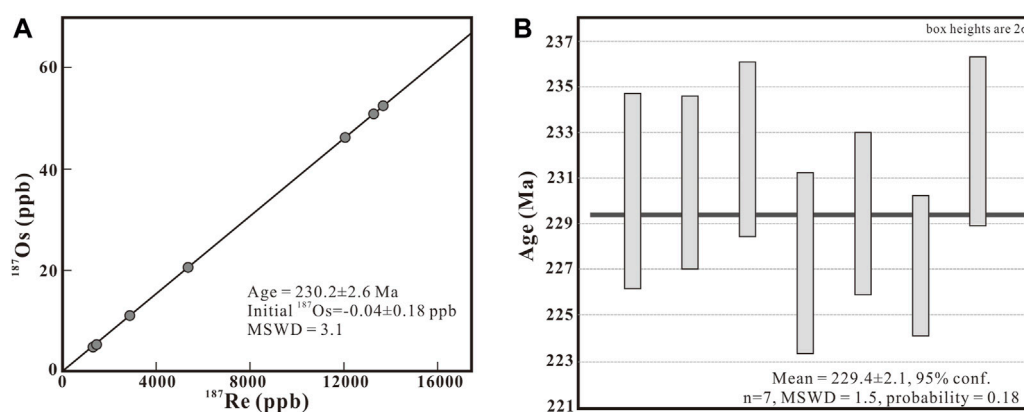 A
60
40
20
0
0 4000 8000 12000 16000
¹⁸⁷Os (ppb)
¹⁸⁷Re (ppb)
Age = 230.2±2.6 Ma
Initial ¹⁸⁷Os=-0.04±0.18 ppb
MSWD = 3.1
B
box heights are 2σ
237
235
233
231
229
227
225
223
221
Age (Ma)
Mean = 229.4±2.1, 95% conf.
n=7, MSWD = 1.5, probability = 0.18